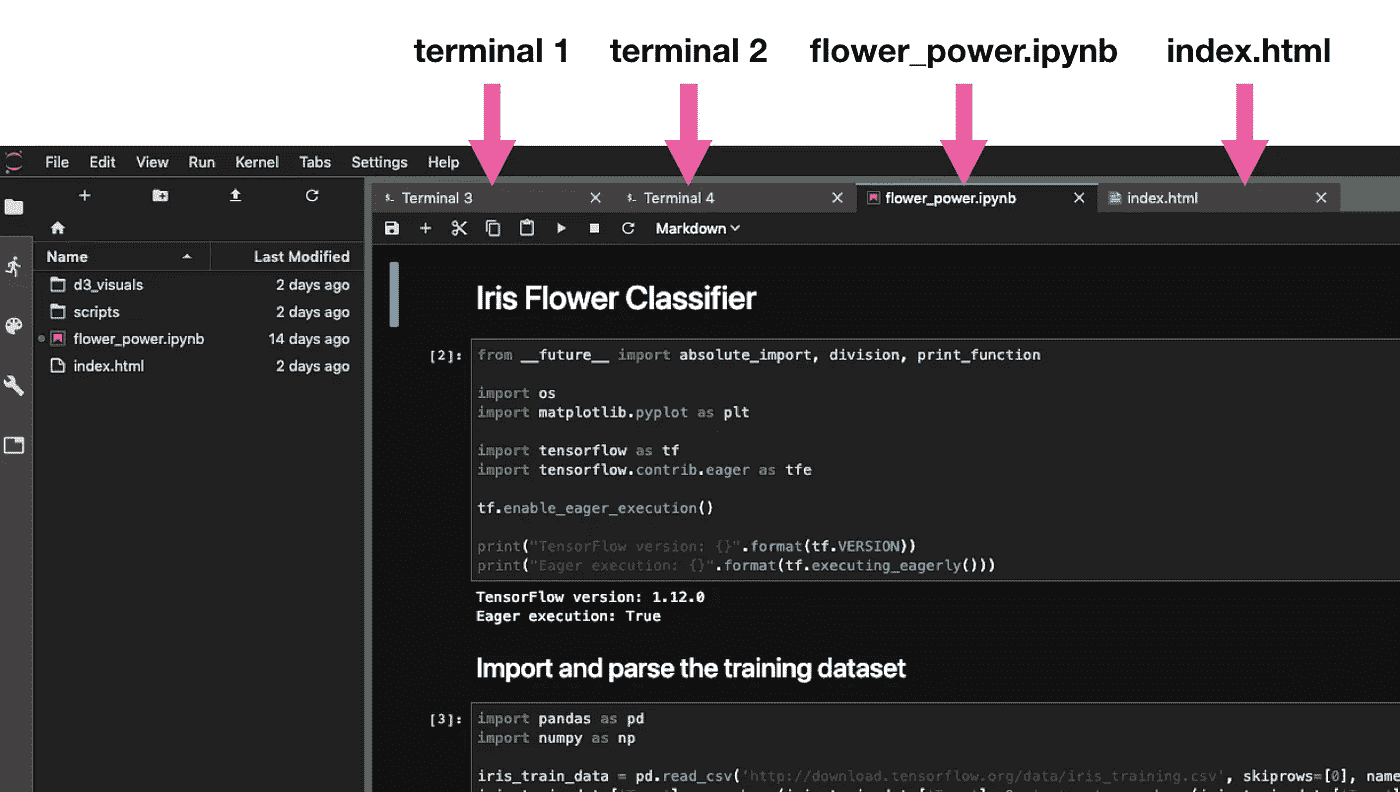 terminal 1 terminal 2 flower_power.ipynb index.html
File Edit View Run Kernel Tabs Settings Help
Terminal 3 Terminal 4 flower_power.ipynb index.html
Markdown
Name Last Modified
d3_visuals 2 days ago
scripts 2 days ago
flower_power.ipynb 14 days ago
index.html 2 days ago
Iris Flower Classifier
[2]: from __future__ import absolute_import, division, print_function
import os
import matplotlib.pyplot as plt
import tensorflow as tf
import tensorflow.contrib.eager as tfe
tf.enable_eager_execution()
print("TensorFlow version: {}".format(tf.VERSION))
print("Eager execution: {}".format(tf.executing_eagerly()))
TensorFlow version: 1.12.0
Eager execution: True
Import and parse the training dataset
[3]: import pandas as pd
import numpy as np
iris_train_data = pd.read_csv('http://download.tensorflow.org/data/iris_training.csv', skiprows=[0], name